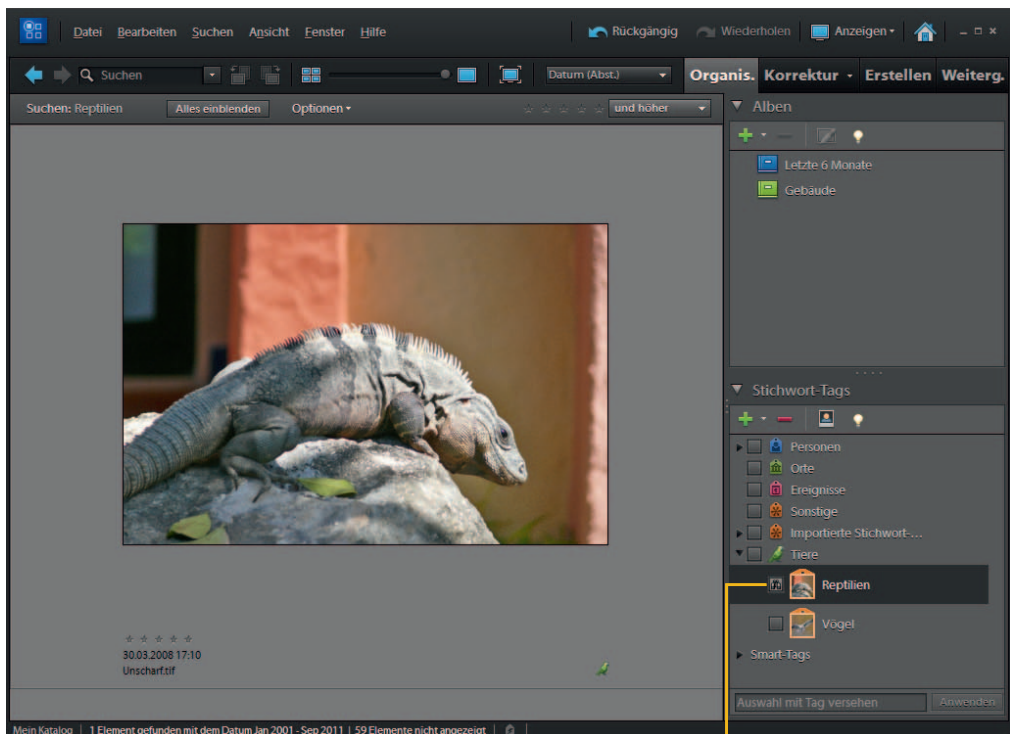 Datei Bearbeiten Suchen Ansicht Fenster Hilfe Rückgängig Wiederholen Anzeigen
Suchen Datum (Abst.) Organis. Korrektur Erstellen Weiterg.
Suchen: Reptilien Alles einblenden Optionen und höher
Alben
Letzte 6 Monate
Gebäude
Stichwort-Tags
Personen
Orte
Ereignisse
Sonstige
Importierte Stichwort-...
Tiere
Reptilien
Vögel
Smart-Tags
30.03.2008 17:10
Unscharf.tif
Auswahl mit Tag versehen Anwenden
Mein Katalog | 1 Element gefunden mit dem Datum Jan 2001 - Sep 2011 | 59 Elemente nicht angezeigt